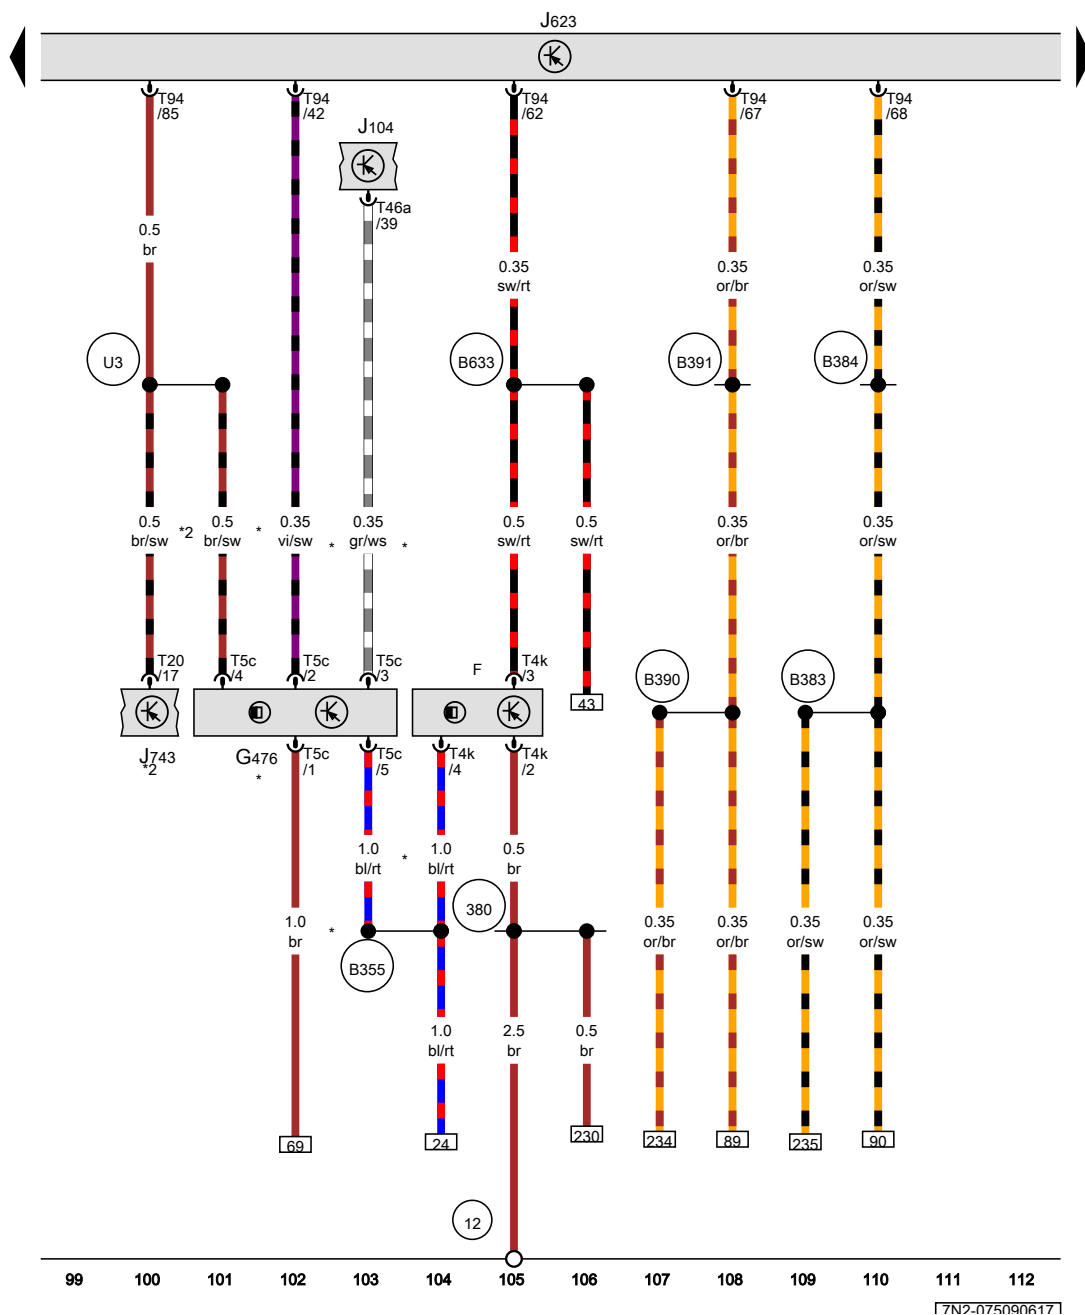 J623
T94
/85
T94
/42
T94
/62
T94
/67
T94
/68
J104
T46a
/39
0.5
br
0.35
sw/rt
0.35
or/br
0.35
or/sw
U3
B633
B391
B384
0.5
br/sw
*2
0.5
br/sw
*
0.35
vi/sw
*
0.35
gr/ws
*
0.5
sw/rt
0.5
sw/rt
0.35
or/br
0.35
or/sw
T20
/17
T5c
/4
T5c
/2
T5c
/3
F
T4k
/3
B390
B383
43
J743
*2
G476
*
T5c
/1
T5c
/5
T4k
/4
T4k
/2
1.0
bl/rt
*
1.0
bl/rt
0.5
br
380
1.0
br
*
B355
0.35
or/br
0.35
or/br
0.35
or/sw
0.35
or/sw
1.0
bl/rt
2.5
br
0.5
br
69
24
230
234
89
235
90
12
99 100 101 102 103 104 105 106 107 108 109 110 111 112
7N2-075090617